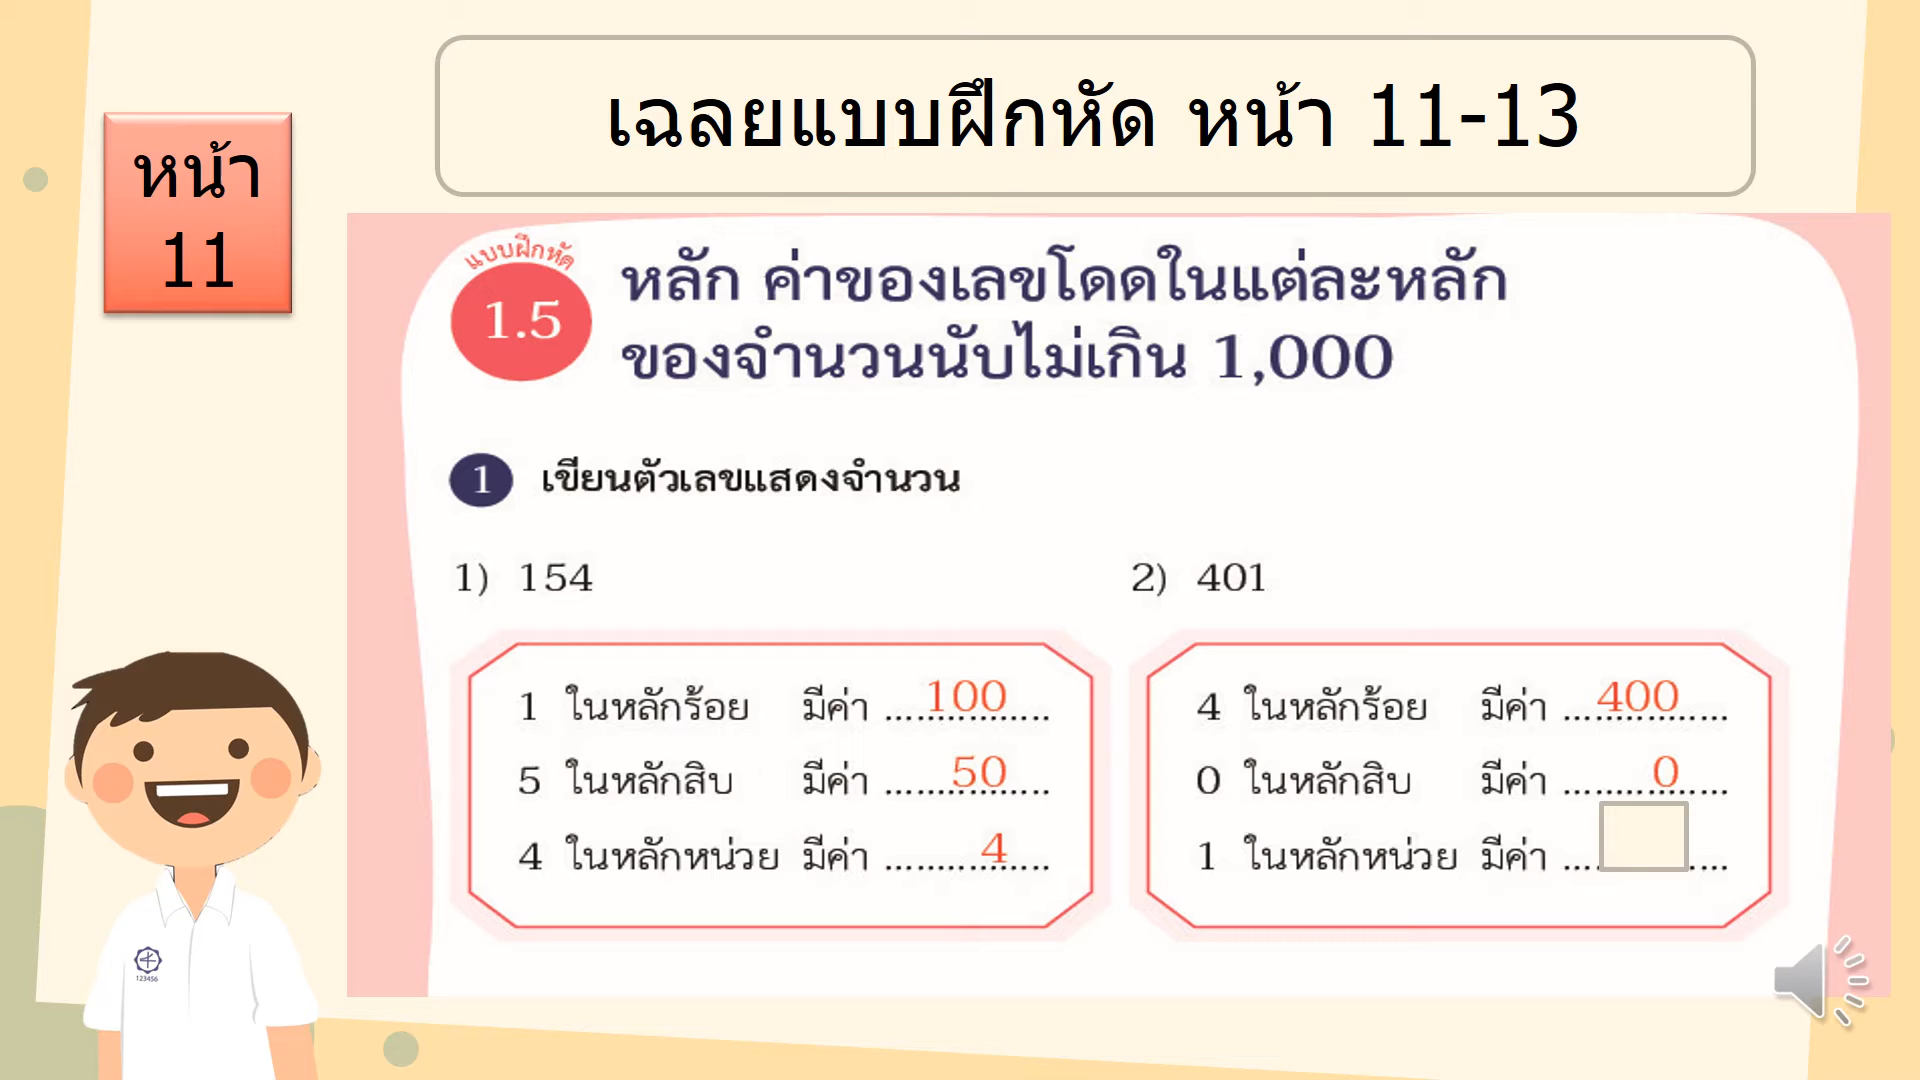 เฉลยแบบฝึกหัด หน้า 11-13
หน้า
11
แบบฝึกหัด
1.5
หลัก ค่าของเลขโดดในแต่ละหลัก
ของจำนวนนับไม่เกิน 1,000
1 เขียนตัวเลขแสดงจำนวน
1) 154
1 ในหลักร้อย มีค่า ....100....
5 ในหลักสิบ มีค่า ....50....
4 ในหลักหน่วย มีค่า ....4....
2) 401
4 ในหลักร้อย มีค่า ....400....
0 ในหลักสิบ มีค่า ....0....
1 ในหลักหน่วย มีค่า ........
123456